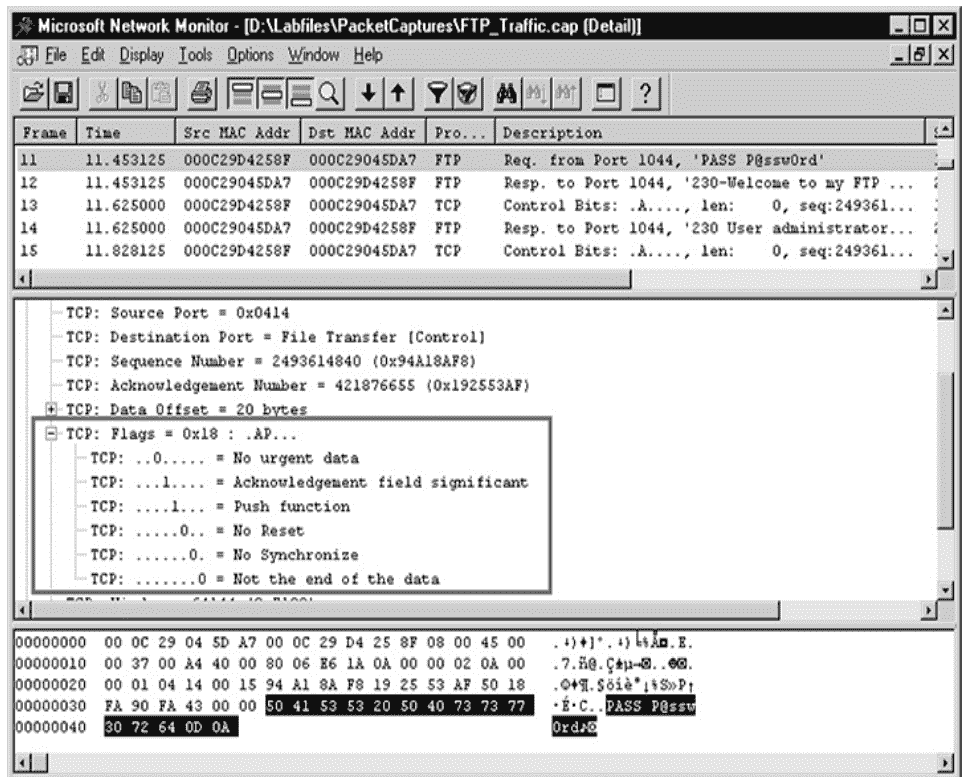 Microsoft Network Monitor - [D:\Labfiles\PacketCaptures\FTP_Traffic.cap (Detail)]
File Edit Display Tools Options Window Help
Frame Time Src MAC Addr Dst MAC Addr Pro... Description
11 11.453125 000C29D4258F 000C29045DA7 FTP Req. from Port 1044, 'PASS P@ssw0rd'
12 11.453125 000C29045DA7 000C29D4258F FTP Resp. to Port 1044, '230-Welcome to my FTP ...
13 11.625000 000C29D4258F 000C29045DA7 TCP Control Bits: .A...., len: 0, seq:249361...
14 11.625000 000C29045DA7 000C29D4258F FTP Resp. to Port 1044, '230 User administrator...
15 11.828125 000C29D4258F 000C29045DA7 TCP Control Bits: .A...., len: 0, seq:249361...
TCP: Source Port = 0x0414
TCP: Destination Port = File Transfer [Control]
TCP: Sequence Number = 2493614840 (0x94A18AF8)
TCP: Acknowledgement Number = 421876655 (0x192553AF)
TCP: Data Offset = 20 bytes
TCP: Flags = 0x18 : .AP...
TCP: ..0..... = No urgent data
TCP: ...1.... = Acknowledgement field significant
TCP: ....1... = Push function
TCP: .....0.. = No Reset
TCP: ......0. = No Synchronize
TCP: .......0 = Not the end of the data
00000000 00 0C 29 04 5D A7 00 0C 29 D4 25 8F 08 00 45 00
00000010 00 37 00 A4 40 00 80 06 E6 1A 0A 00 00 02 0A 00
00000020 00 01 04 14 00 15 94 A1 8A F8 19 25 53 AF 50 18
00000030 FA 90 FA 43 00 00 50 41 53 53 20 50 40 73 73 77 PASS P@ssw
00000040 30 72 64 0D 0A 0rd